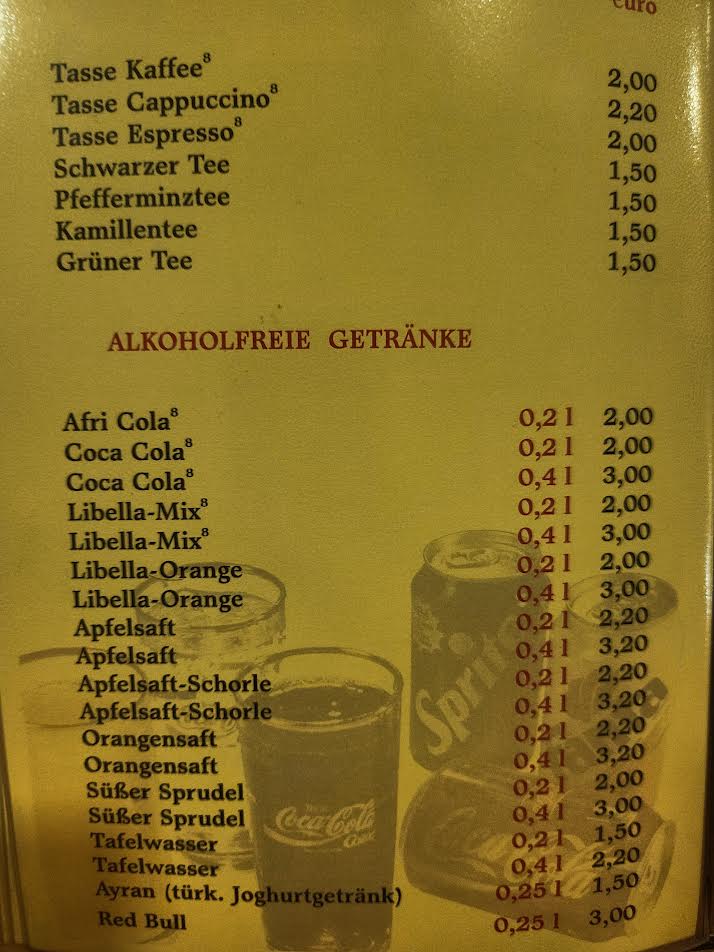 euro
Tasse Kaffee⁸ 2,00
Tasse Cappuccino⁸ 2,20
Tasse Espresso⁸ 2,00
Schwarzer Tee 1,50
Pfefferminztee 1,50
Kamillentee 1,50
Grüner Tee 1,50
ALKOHOLFREIE GETRÄNKE
Afri Cola⁸ 0,2 l 2,00
Coca Cola⁸ 0,2 l 2,00
Coca Cola⁸ 0,4 l 3,00
Libella-Mix⁸ 0,2 l 2,00
Libella-Mix⁸ 0,4 l 3,00
Libella-Orange 0,2 l 2,00
Libella-Orange 0,4 l 3,00
Apfelsaft 0,2 l 2,20
Apfelsaft 0,4 l 3,20
Apfelsaft-Schorle 0,2 l 2,20
Apfelsaft-Schorle 0,4 l 3,20
Orangensaft 0,2 l 2,20
Orangensaft 0,4 l 3,20
Süßer Sprudel 0,2 l 2,00
Süßer Sprudel 0,4 l 3,00
Tafelwasser 0,2 l 1,50
Tafelwasser 0,4 l 2,20
Ayran (türk. Joghurtgetränk) 0,25 l 1,50
Red Bull 0,25 l 3,00
Sprite
Coca-Cola